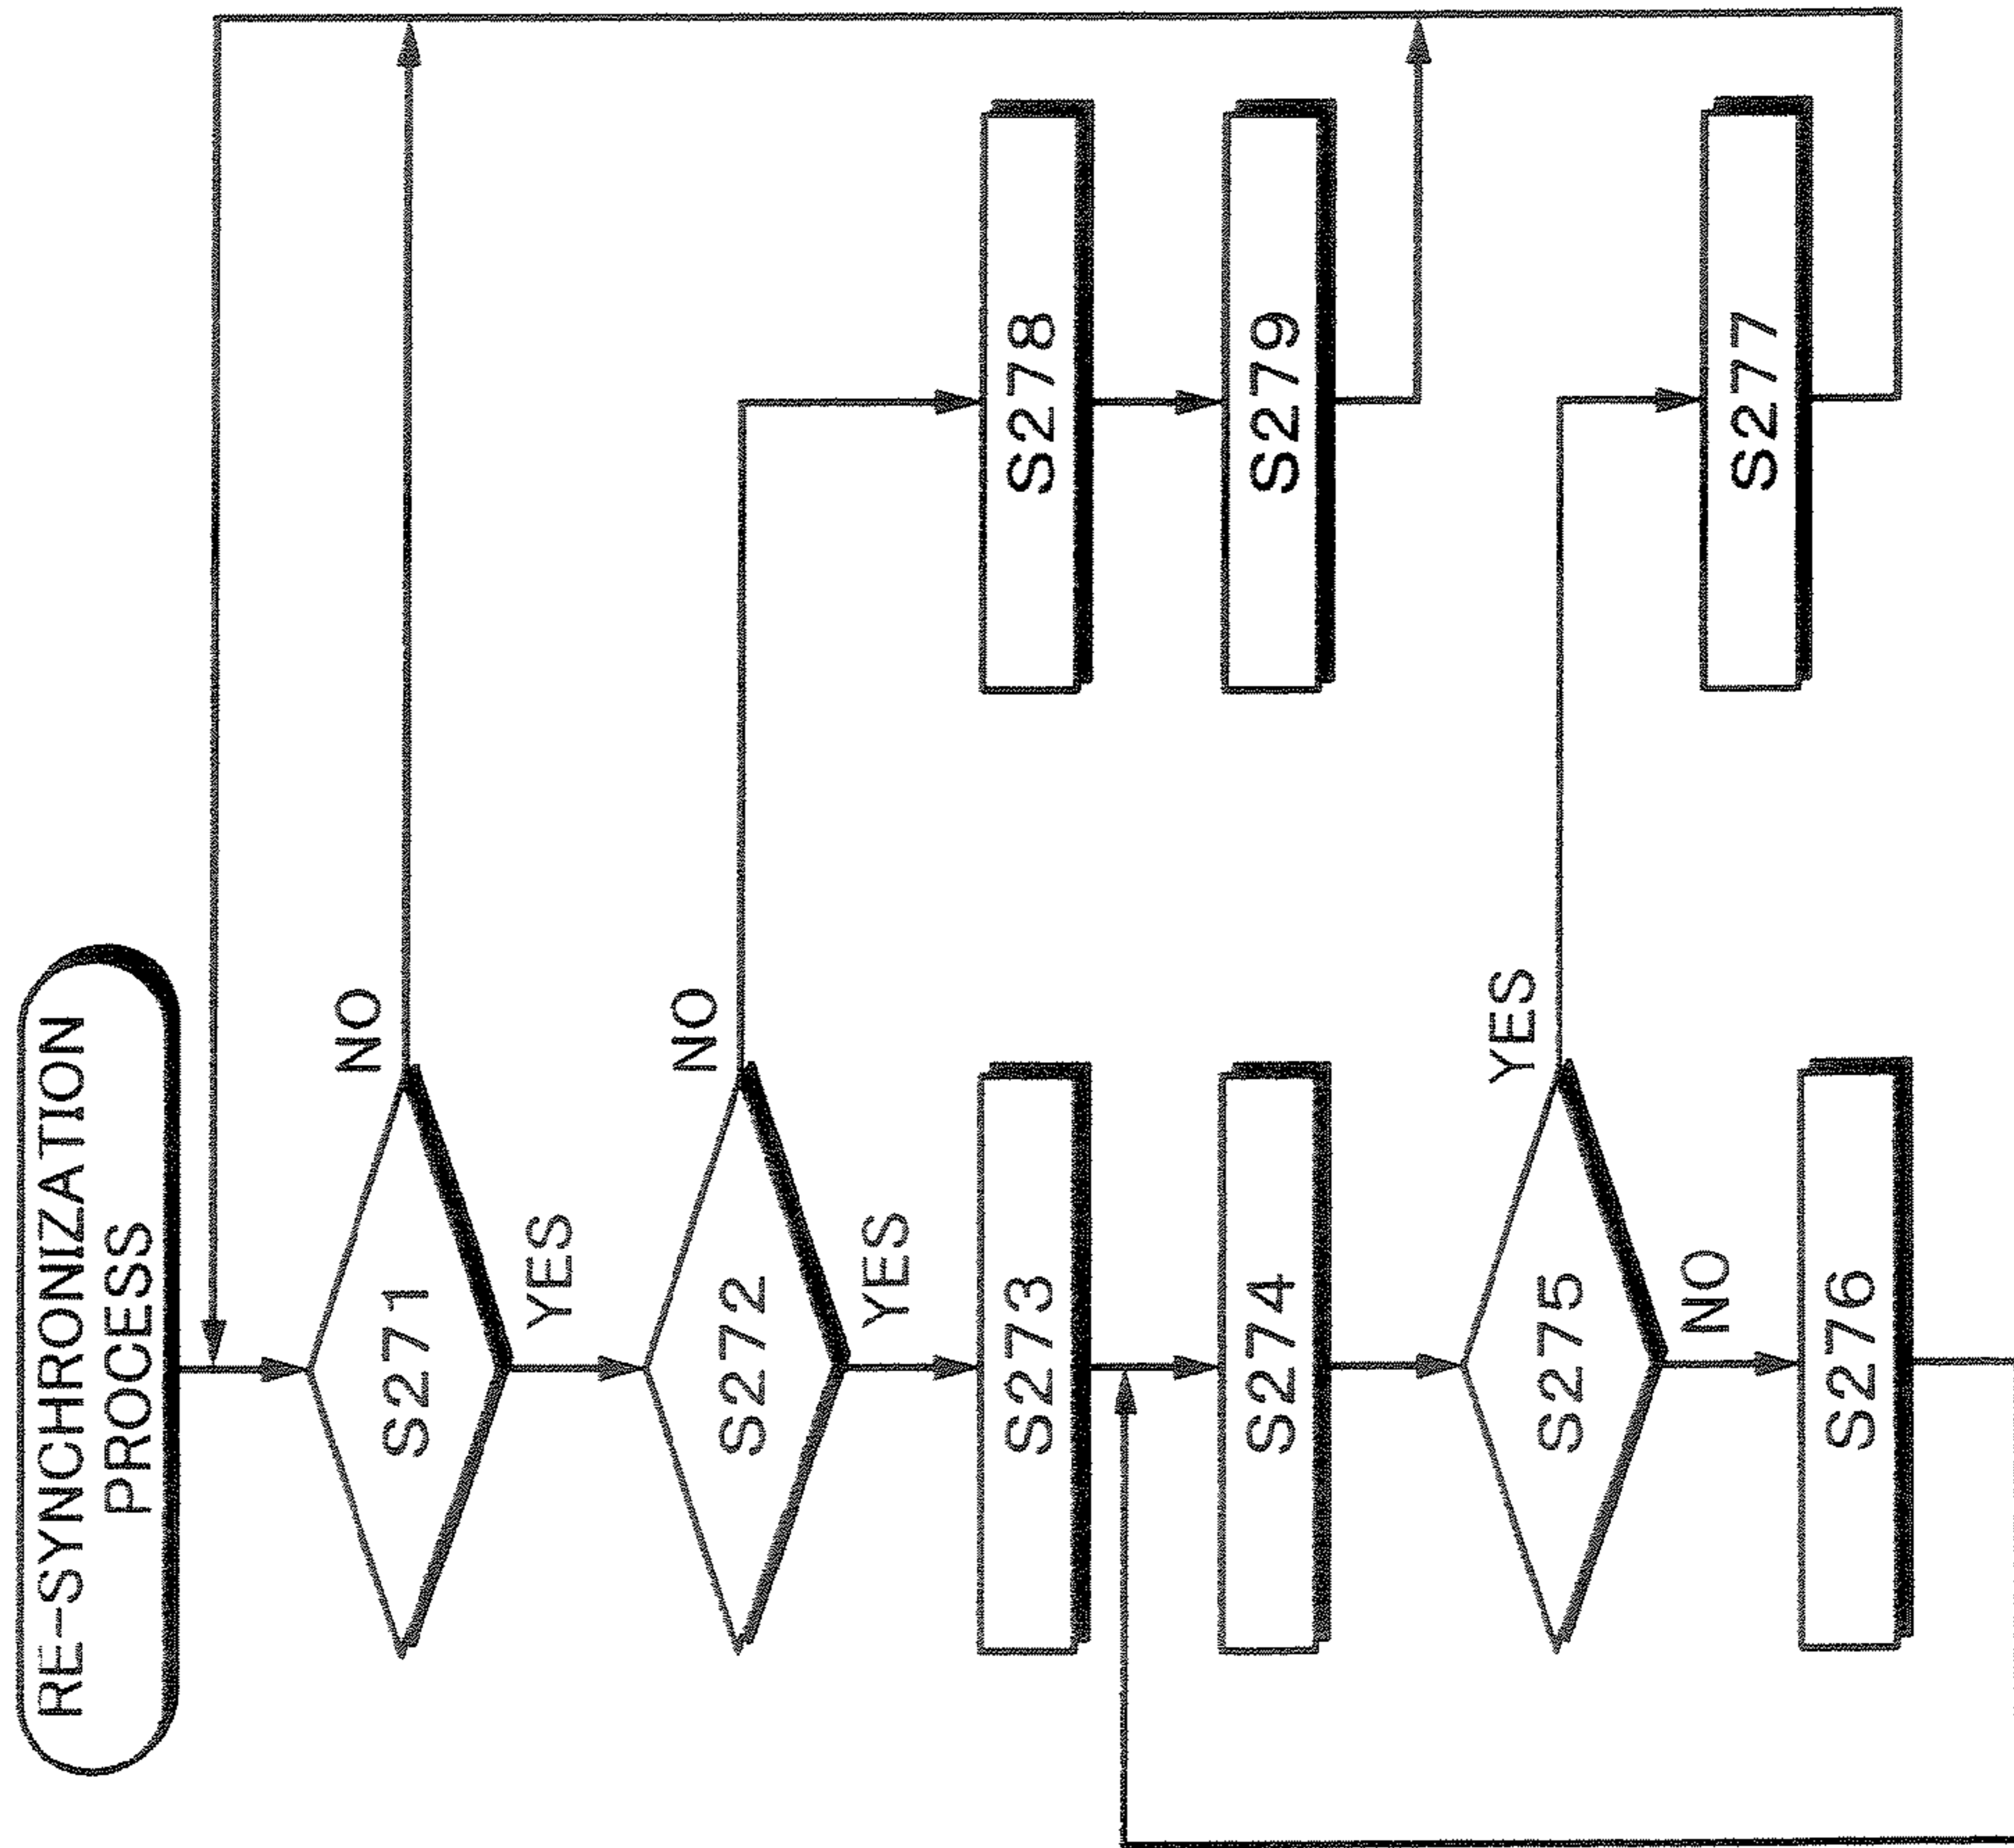 RE-SYNCHRONIZATION
PROCESS
S271
NO
YES
S272
NO
YES
S273
S278
S274
S279
S275
YES
NO
S276
S277